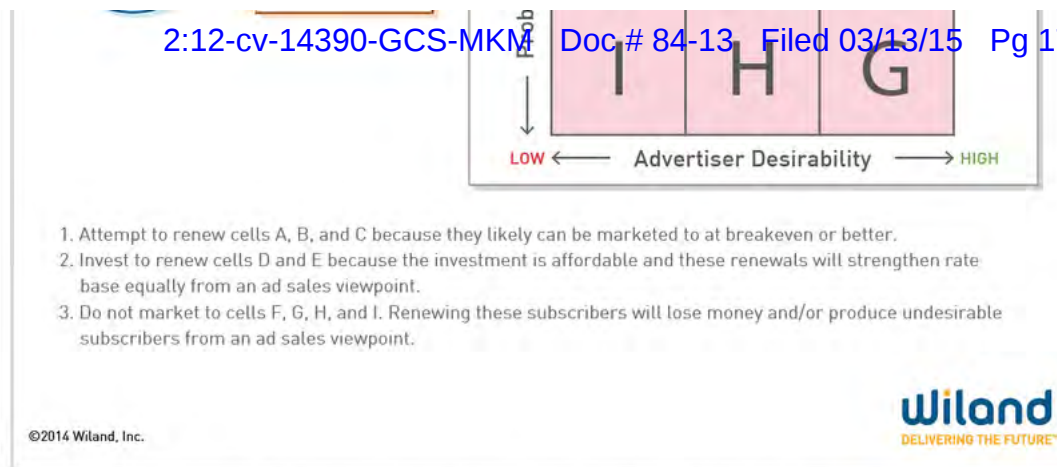 2:12-cv-14390-GCS-MKM Doc # 84-13 Filed 03/13/15 Pg 1
Prob
I H G
LOW Advertiser Desirability HIGH
1. Attempt to renew cells A, B, and C because they likely can be marketed to at breakeven or better.
2. Invest to renew cells D and E because the investment is affordable and these renewals will strengthen rate
base equally from an ad sales viewpoint.
3. Do not market to cells F, G, H, and I. Renewing these subscribers will lose money and/or produce undesirable
subscribers from an ad sales viewpoint.
©2014 Wiland, Inc.
Wiland
DELIVERING THE FUTURE™